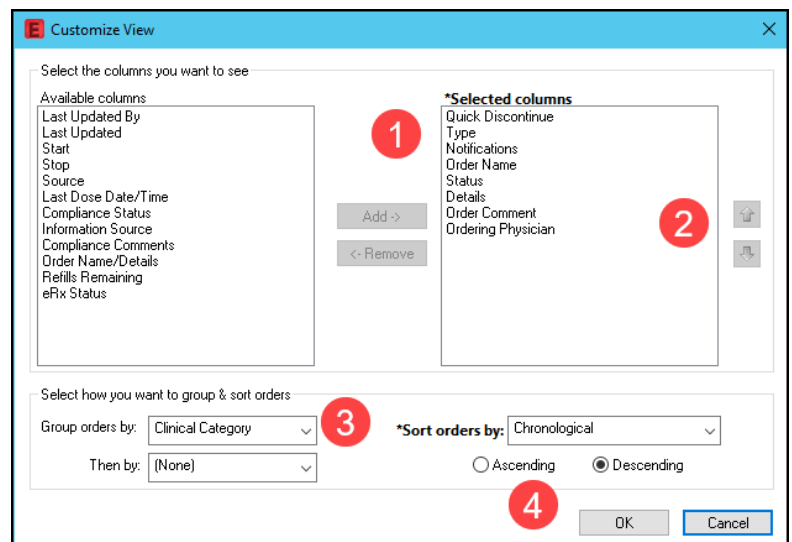 E Customize View
Select the columns you want to see
Available columns
Last Updated By
Last Updated
Start
Stop
Source
Last Dose Date/Time
Compliance Status
Information Source
Compliance Comments
Order Name/Details
Refills Remaining
eRx Status
1
Add ->
<- Remove
*Selected columns
Quick Discontinue
Type
Notifications
Order Name
Status
Details
Order Comment
Ordering Physician
2
Select how you want to group & sort orders
Group orders by: Clinical Category
3
*Sort orders by: Chronological
Then by: (None)
Ascending Descending
4
OK Cancel